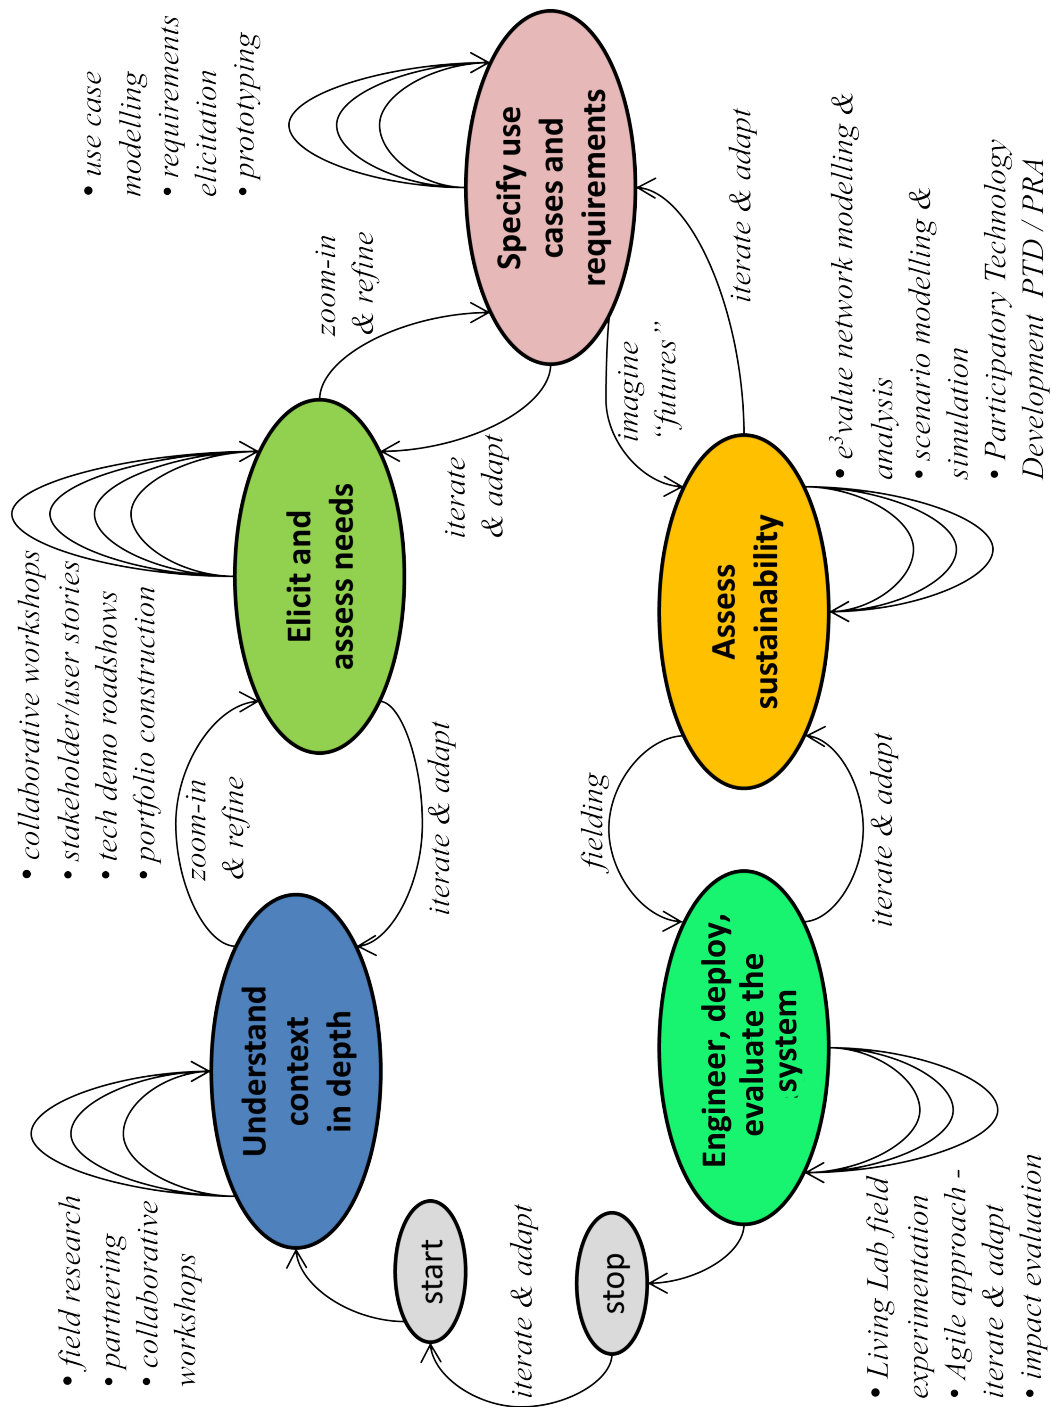 • field research
• partnering
• collaborative
workshops
Understand
context
in depth
start
iterate & adapt
stop
• collaborative workshops
• stakeholder/user stories
• tech demo roadshows
• portfolio construction
zoom-in
& refine
iterate & adapt
Elicit and
assess needs
zoom-in
& refine
iterate
& adapt
• use case
modelling
• requirements
elicitation
• prototyping
Specify use
cases and
requirements
imagine
“futures”
iterate & adapt
Assess
sustainability
• e³value network modelling &
analysis
• scenario modelling &
simulation
• Participatory Technology
Development PTD / PRA
fielding
iterate & adapt
Engineer, deploy,
evaluate the
system
• Living Lab field
experimentation
• Agile approach -
iterate & adapt
• impact evaluation